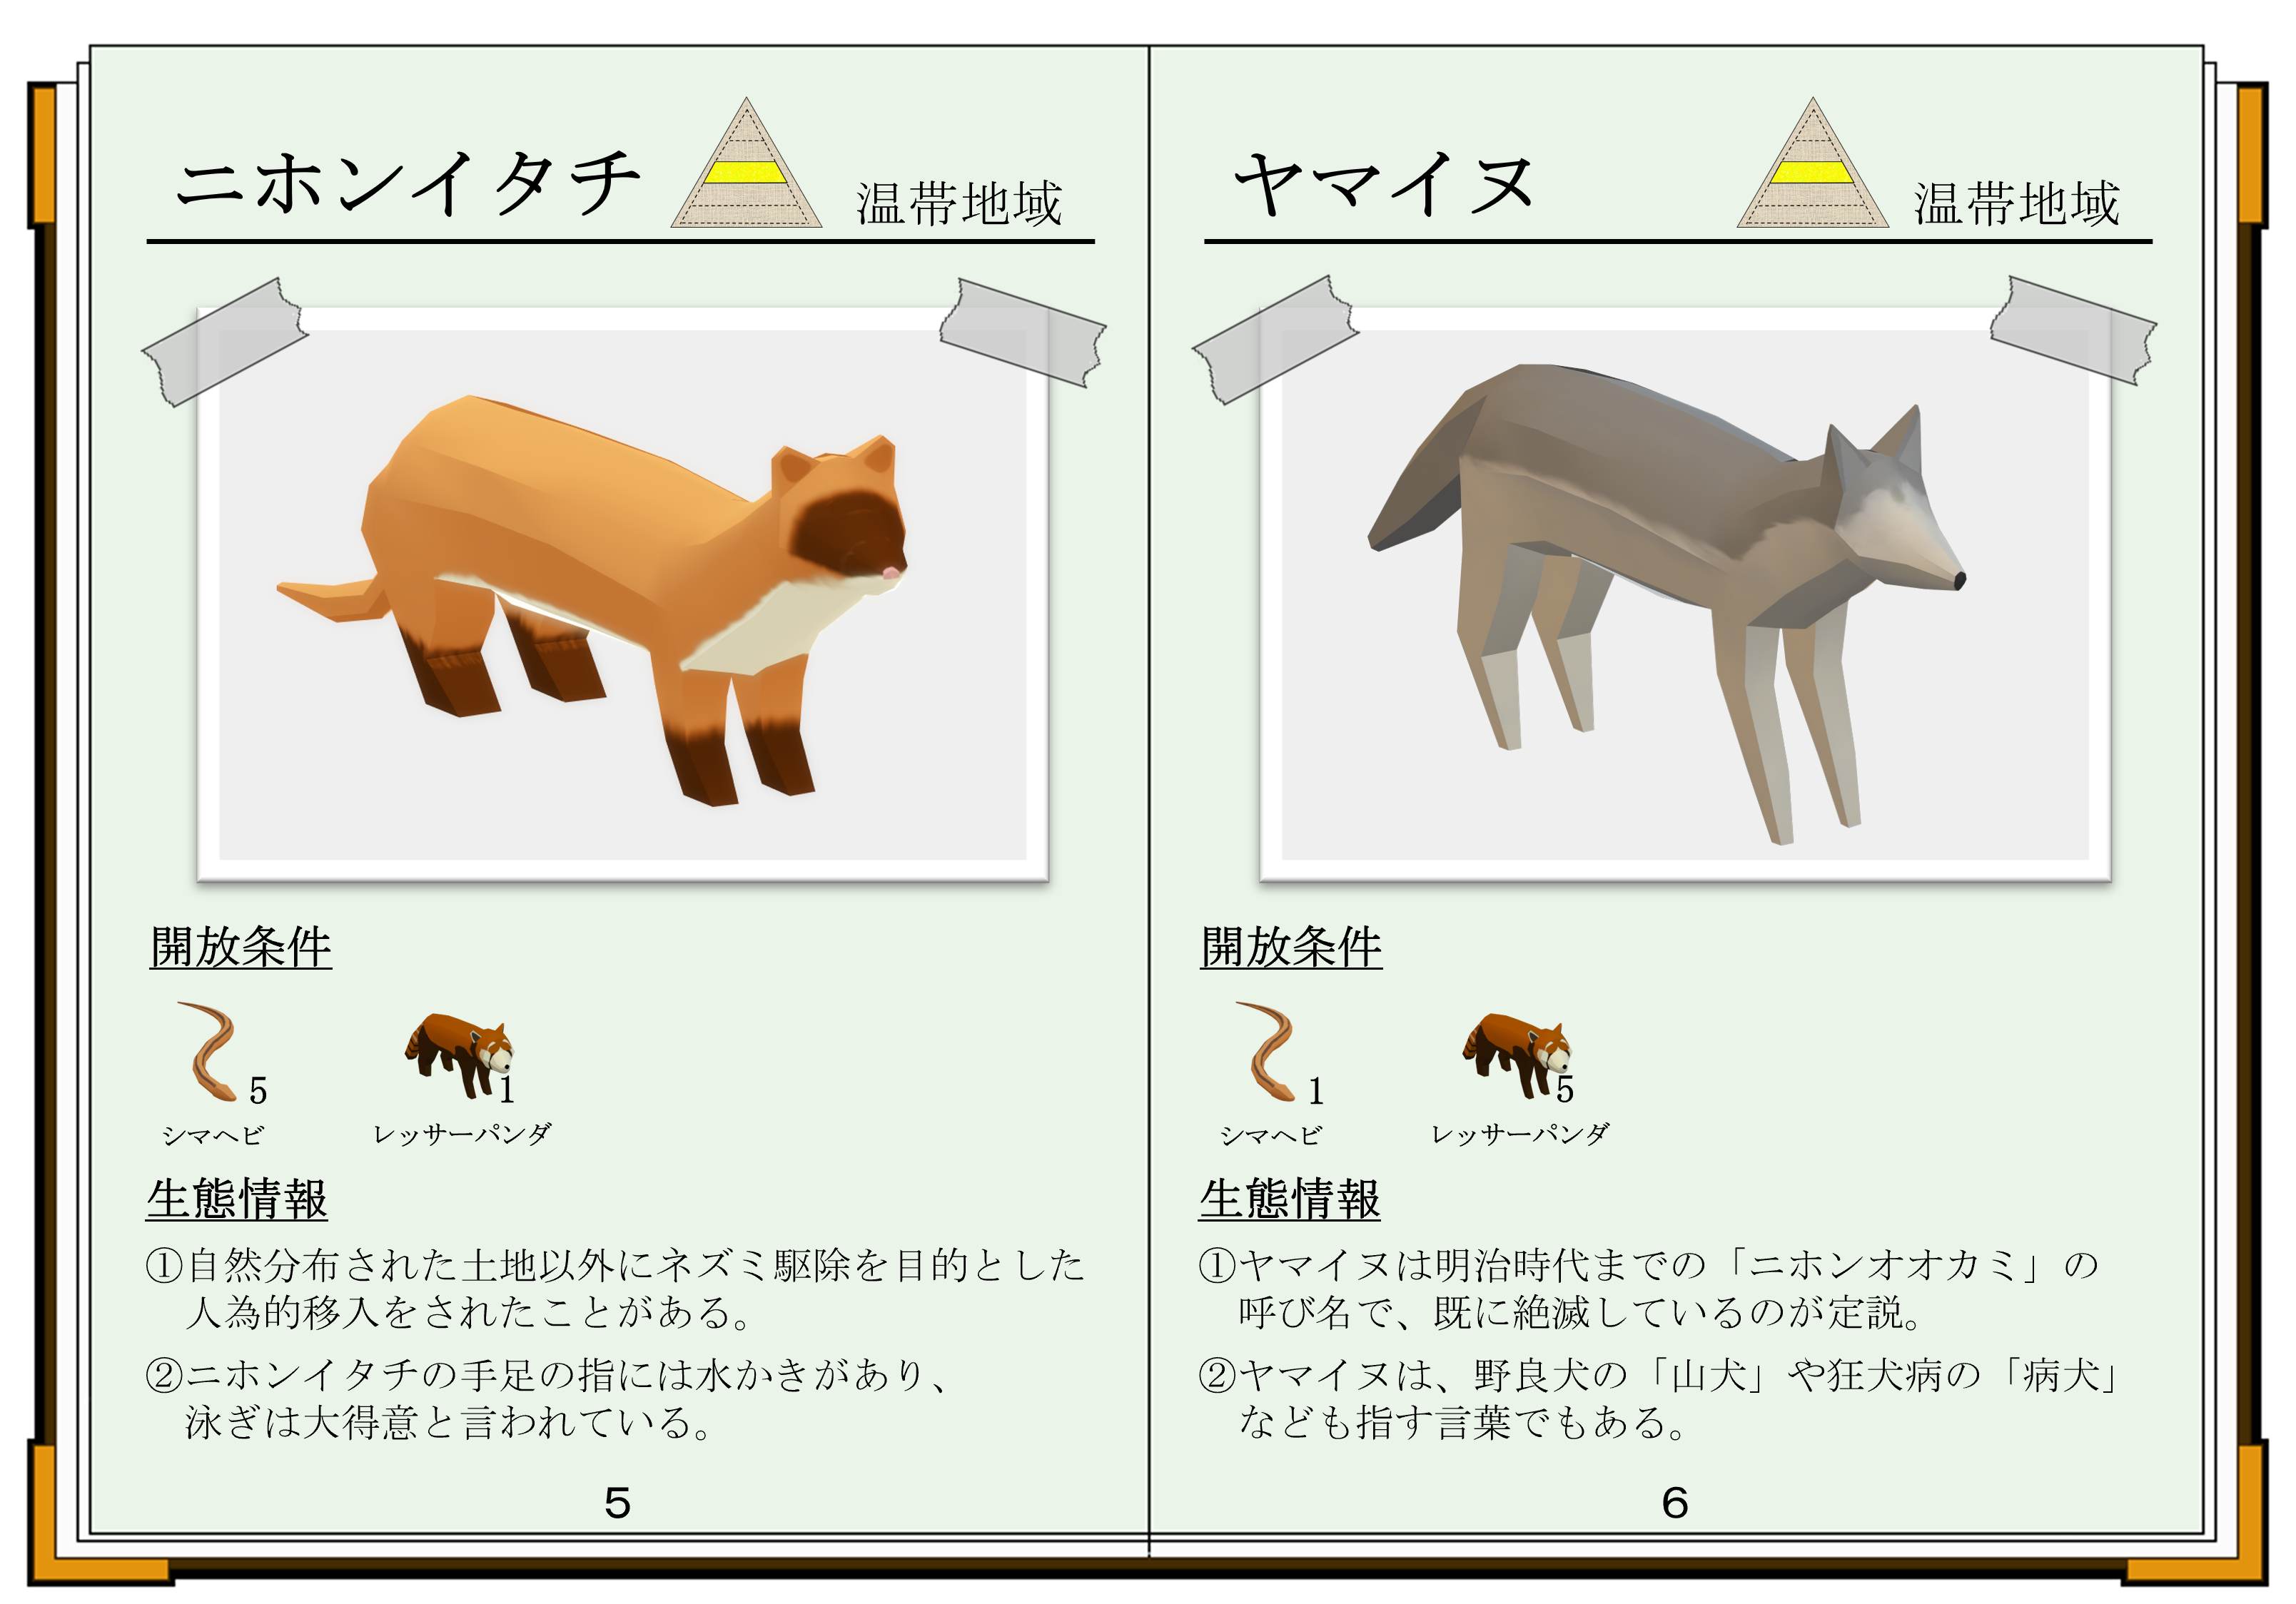 ニホンイタチ
温帯地域
開放条件
5
1
シマヘビ
レッサーパンダ
生態情報
①自然分布された土地以外にネズミ駆除を目的とした
人為的移入をされたことがある。
②ニホンイタチの手足の指には水かきがあり、
泳ぎは大得意と言われている。
5
ヤマイヌ
温帯地域
開放条件
1
5
シマヘビ
レッサーパンダ
生態情報
①ヤマイヌは明治時代までの「ニホンオオカミ」の
呼び名で、既に絶滅しているのが定説。
②ヤマイヌは、野良犬の「山犬」や狂犬病の「病犬」
なども指す言葉でもある。
6